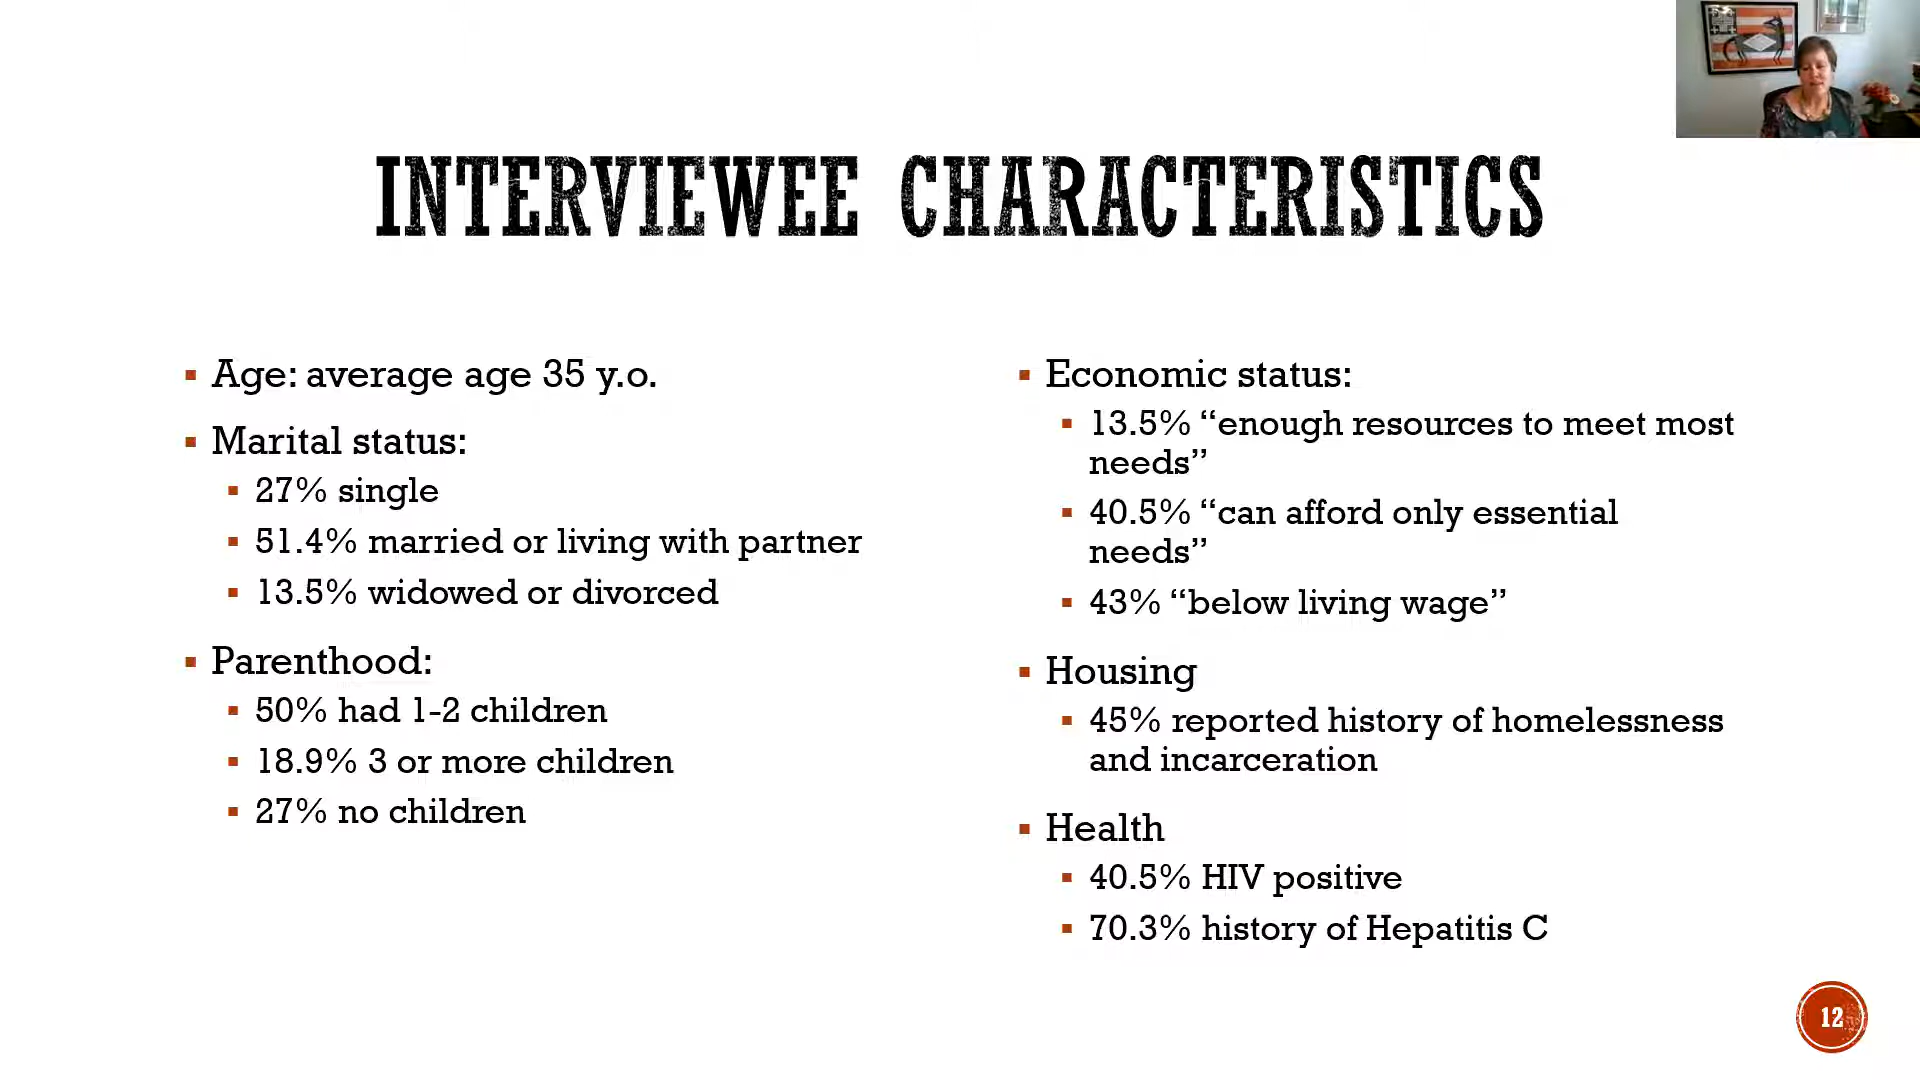 INTERVIEWEE CHARACTERISTICS
Age: average age 35 y.o.
Marital status:
27% single
51.4% married or living with partner
13.5% widowed or divorced
Parenthood:
50% had 1-2 children
18.9% 3 or more children
27% no children
Economic status:
13.5% “enough resources to meet most
needs”
40.5% “can afford only essential
needs”
43% “below living wage”
Housing
45% reported history of homelessness
and incarceration
Health
40.5% HIV positive
70.3% history of Hepatitis C
12